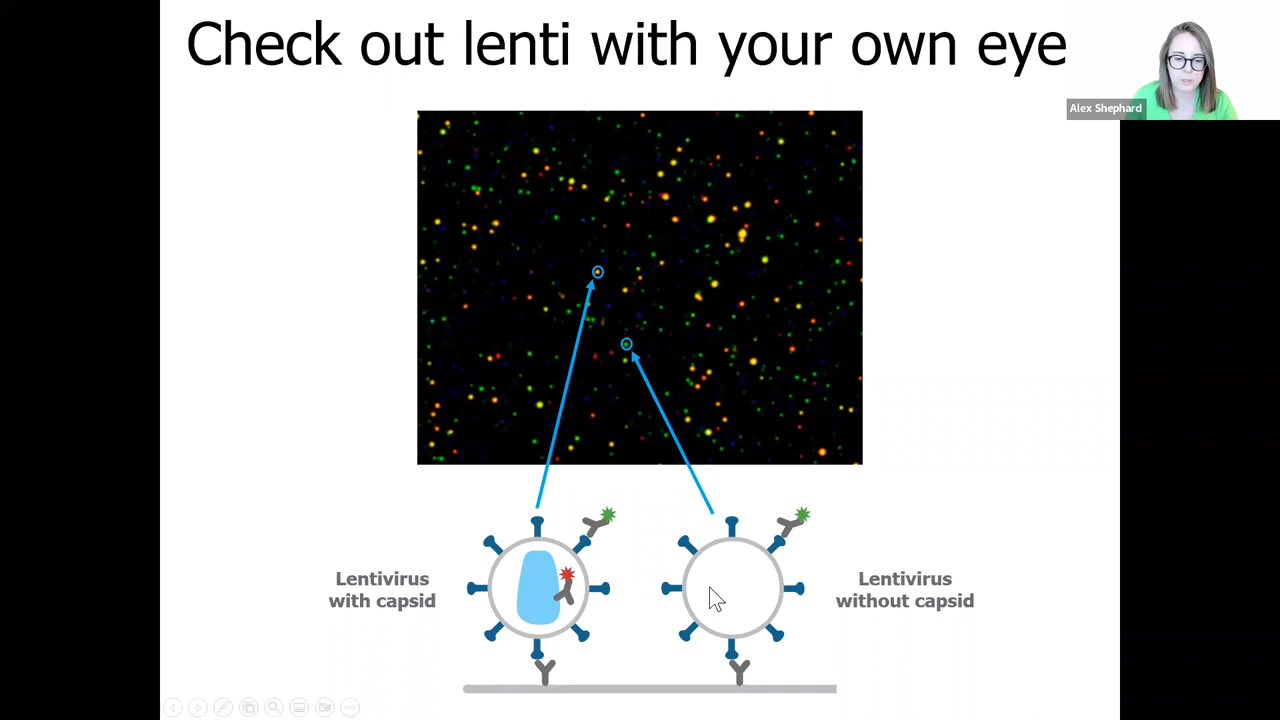 Check out lenti with your own eye
Alex Shephard
Lentivirus
with capsid
Lentivirus
without capsid